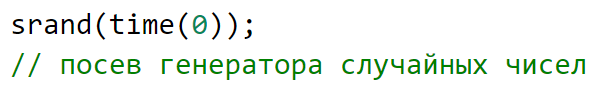 srand(time(0));
// посев генератора случайных чисел